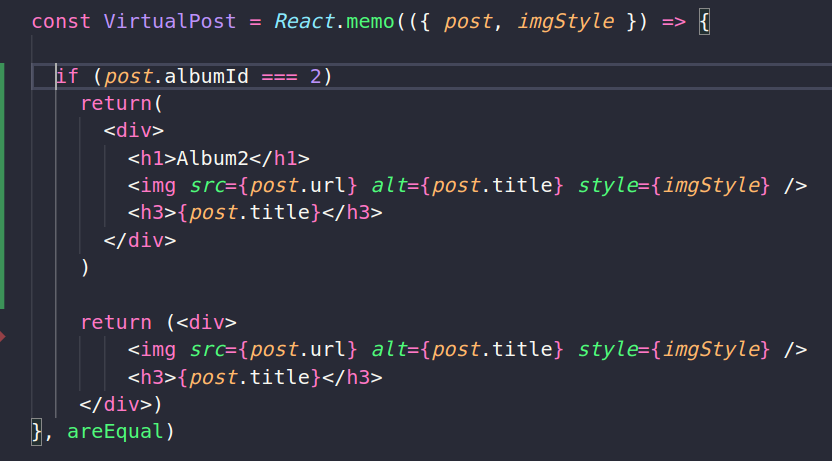 const VirtualPost = React.memo(({ post, imgStyle }) => {
if (post.albumId === 2)
return(
<div>
<h1>Album2</h1>
<img src={post.url} alt={post.title} style={imgStyle} />
<h3>{post.title}</h3>
</div>
)
return (<div>
<img src={post.url} alt={post.title} style={imgStyle} />
<h3>{post.title}</h3>
</div>)
}, areEqual)